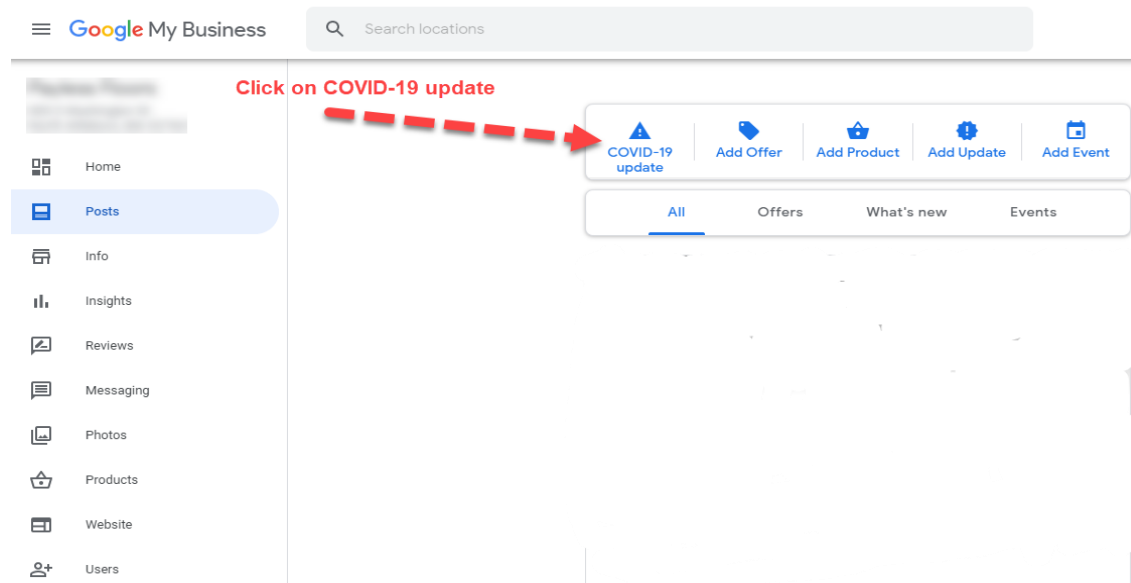 Google My Business
Search locations
Click on COVID-19 update
COVID-19
update
Add Offer
Add Product
Add Update
Add Event
All
Offers
What's new
Events
Home
Posts
Info
Insights
Reviews
Messaging
Photos
Products
Website
Users